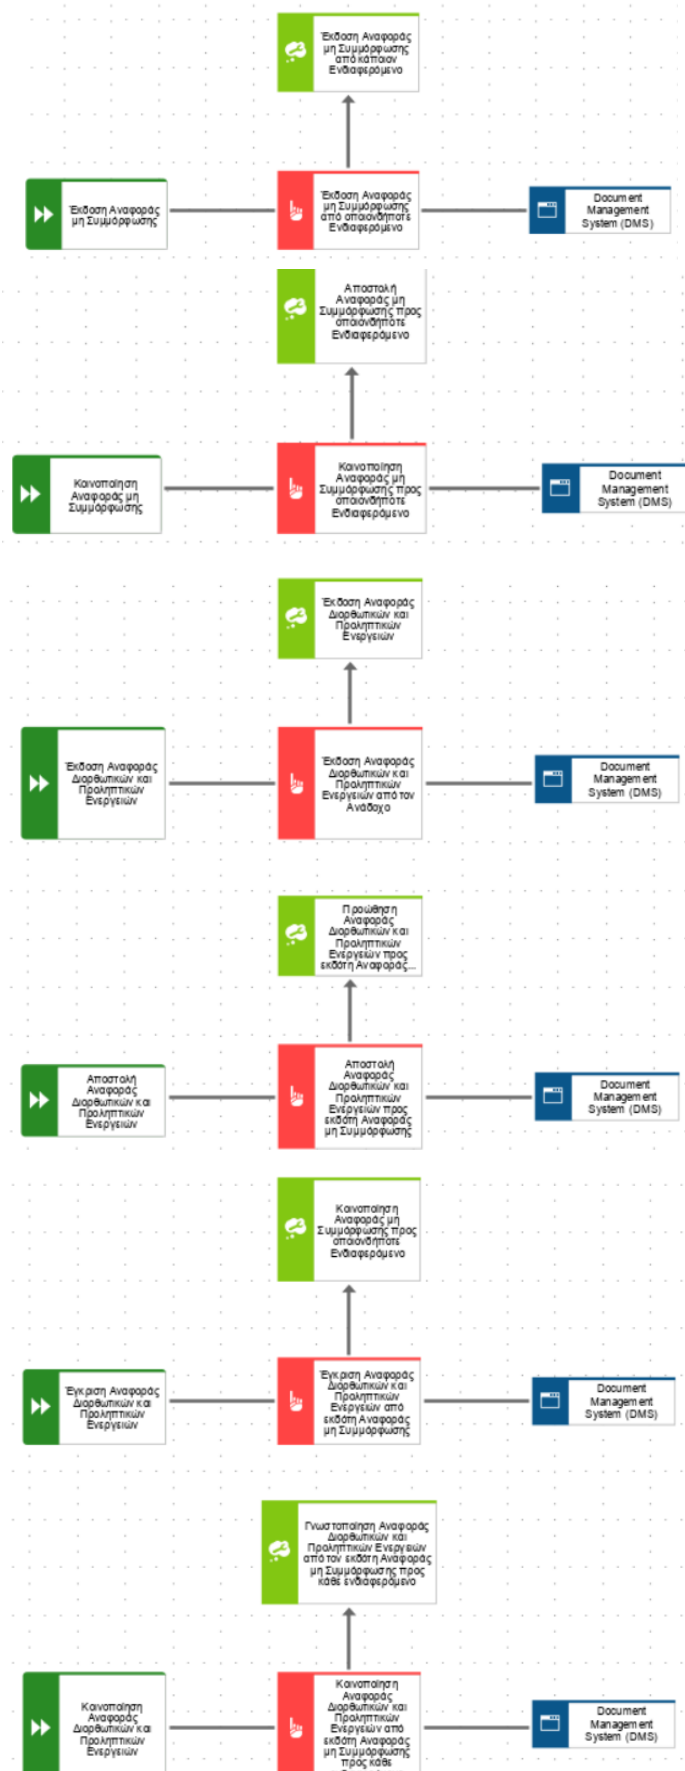 Έκδοση Αναφοράς
μη Συμμόρφωσης
από κάποιον
Ενδιαφερόμενο
Έκδοση Αναφοράς
μη Συμμόρφωσης
Έκδοση Αναφοράς
μη Συμμόρφωσης
από οποιονδήποτε
Ενδιαφερόμενο
Document
Management
System (DMS)
Αποστολή
Αναφοράς μη
Συμμόρφωσης προς
οποιονδήποτε
Ενδιαφερόμενο
Κοινοποίηση
Αναφοράς μη
Συμμόρφωσης
Κοινοποίηση
Αναφοράς μη
Συμμόρφωσης προς
οποιονδήποτε
Ενδιαφερόμενο
Document
Management
System (DMS)
Έκδοση Αναφοράς
Διορθωτικών και
Προληπτικών
Ενεργειών
Έκδοση Αναφοράς
Διορθωτικών και
Προληπτικών
Ενεργειών
Έκδοση Αναφοράς
Διορθωτικών και
Προληπτικών
Ενεργειών από τον
Ανάδοχο
Document
Management
System (DMS)
Προώθηση
Αναφοράς
Διορθωτικών και
Προληπτικών
Ενεργειών προς
εκδότη Αναφοράς...
Αποστολή
Αναφοράς
Διορθωτικών και
Προληπτικών
Ενεργειών
Αποστολή
Αναφοράς
Διορθωτικών και
Προληπτικών
Ενεργειών προς
εκδότη Αναφοράς
μη Συμμόρφωσης
Document
Management
System (DMS)
Κοινοποίηση
Αναφοράς μη
Συμμόρφωσης προς
οποιονδήποτε
Ενδιαφερόμενο
Έγκριση Αναφοράς
Διορθωτικών και
Προληπτικών
Ενεργειών
Έγκριση Αναφοράς
Διορθωτικών και
Προληπτικών
Ενεργειών από
εκδότη Αναφοράς
μη Συμμόρφωσης
Document
Management
System (DMS)
Γνωστοποίηση Αναφοράς
Διορθωτικών και
Προληπτικών Ενεργειών
από τον εκδότη Αναφοράς
μη Συμμόρφωσης προς
κάθε ενδιαφερόμενο
Κοινοποίηση
Αναφοράς
Διορθωτικών και
Προληπτικών
Ενεργειών
Κοινοποίηση
Αναφοράς
Διορθωτικών και
Προληπτικών
Ενεργειών από
εκδότη Αναφοράς
μη Συμμόρφωσης
προς κάθε
Document
Management
System (DMS)